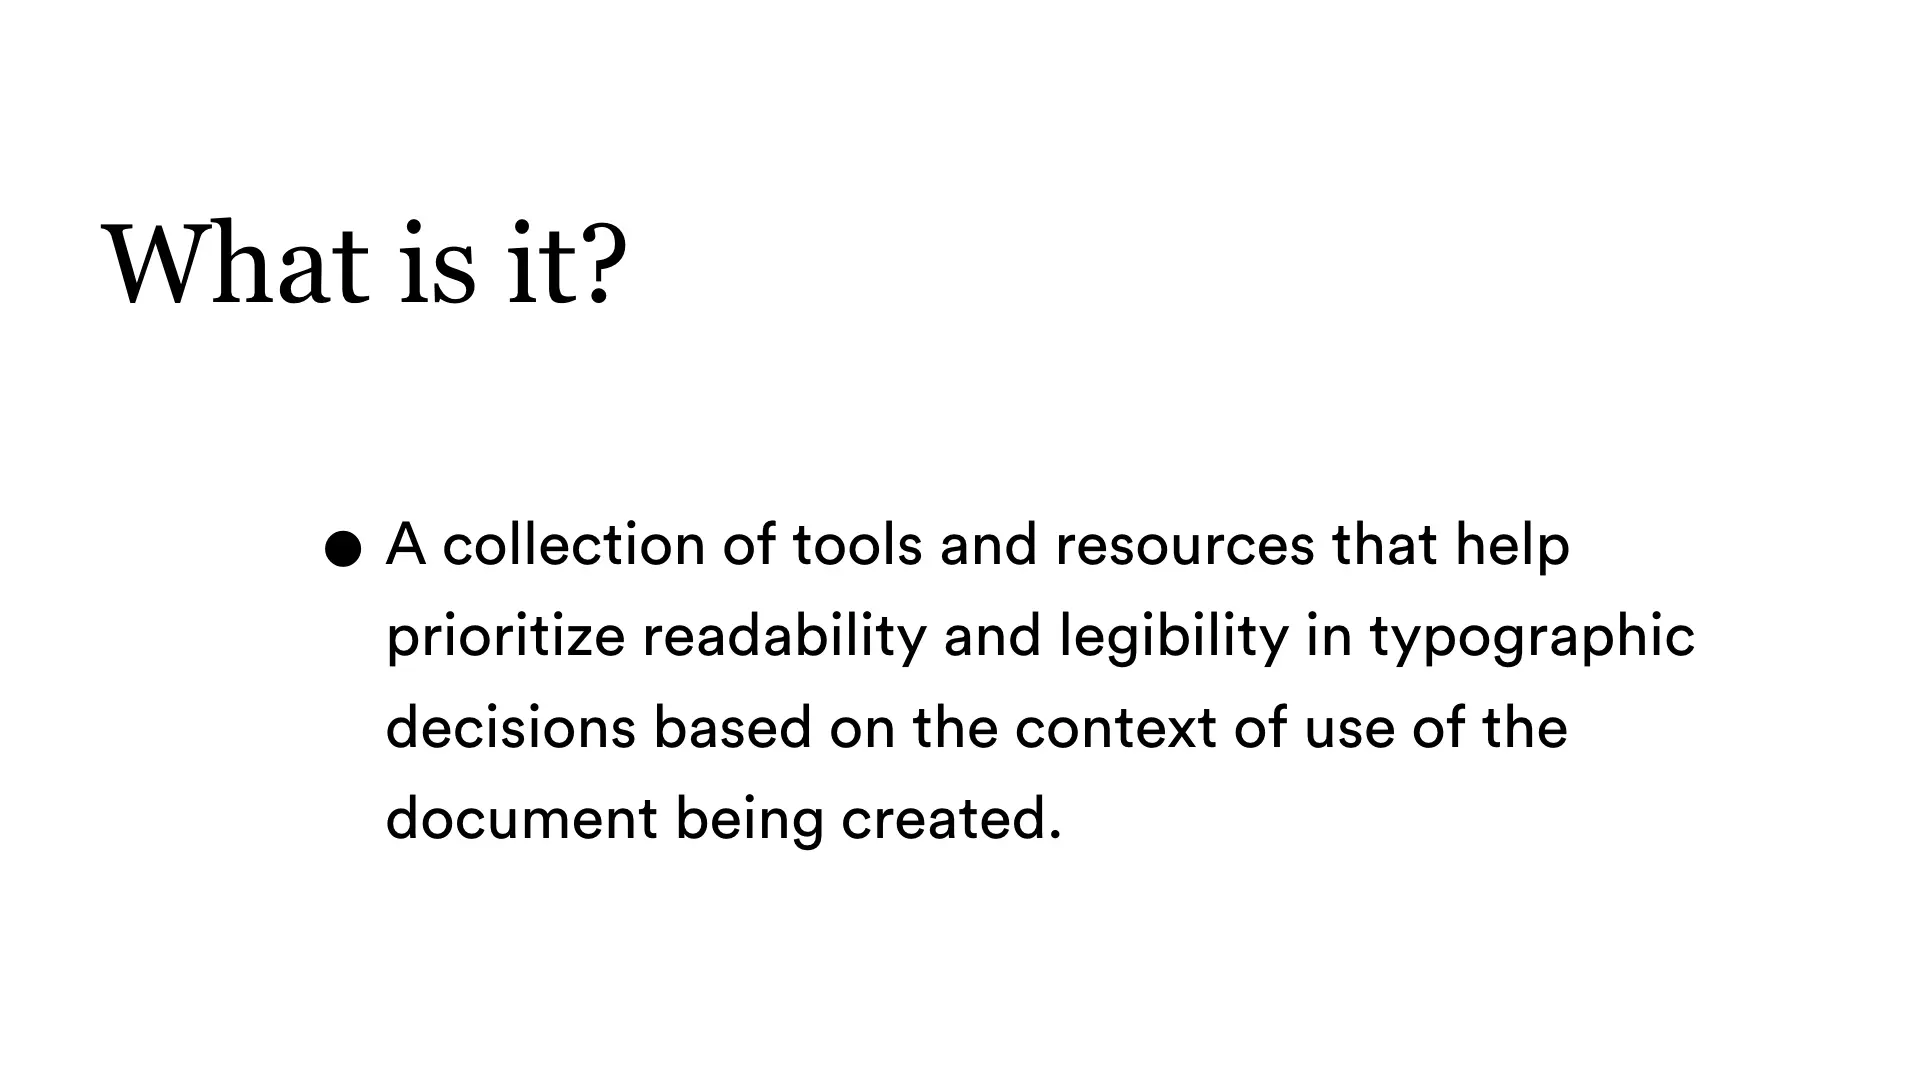 What is it?
● A collection of tools and resources that help
prioritize readability and legibility in typographic
decisions based on the context of use of the
document being created.